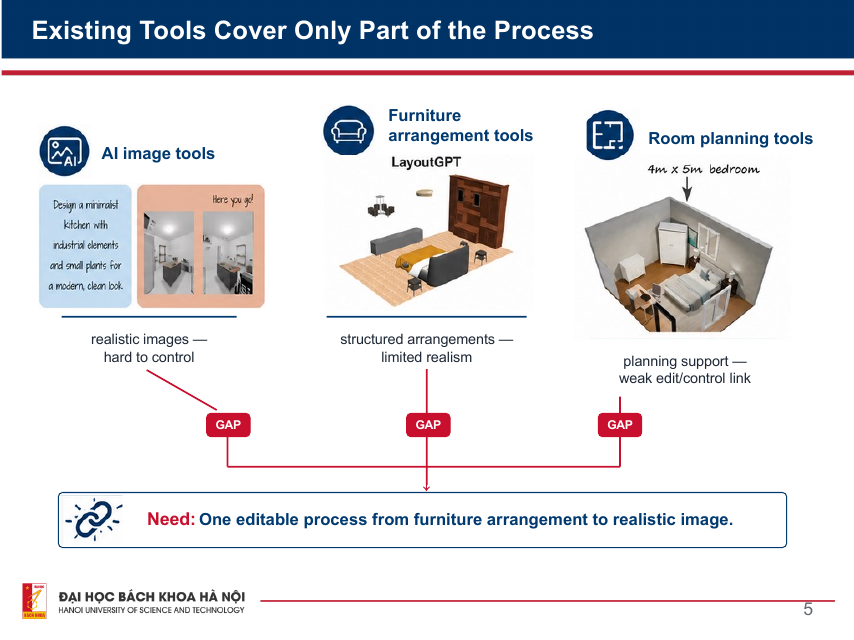 Existing Tools Cover Only Part of the Process
AI
AI image tools
Design a minimalist
kitchen with
industrial elements
and small plants for
a modern, clean look.
Here you go!
realistic images —
hard to control
Furniture
arrangement tools
LayoutGPT
structured arrangements —
limited realism
Room planning tools
4m x 5m bedroom
planning support —
weak edit/control link
GAP
GAP
GAP
Need: One editable process from furniture arrangement to realistic image.
ĐẠI HỌC BÁCH KHOA HÀ NỘI
HANOI UNIVERSITY OF SCIENCE AND TECHNOLOGY
5